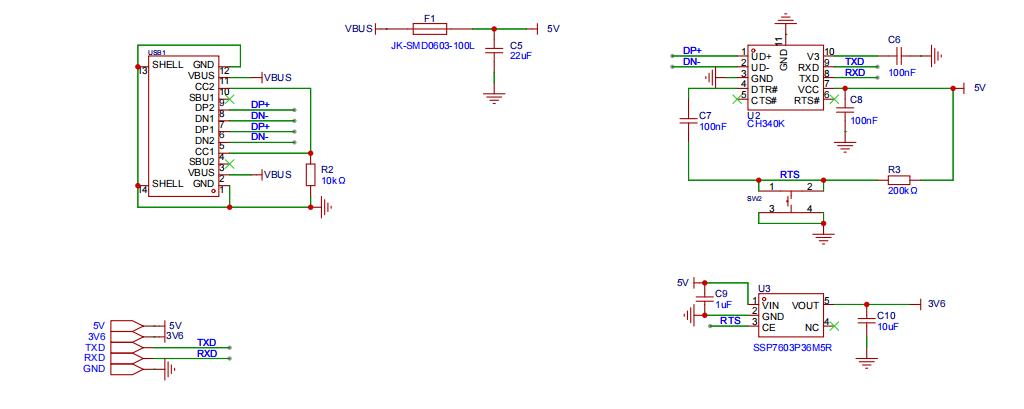 USB1
SHELL GND
13 12
VBUS VBUS
11
CC2
10
SBU1
9
DP2 DP+
8
DN1 DN-
7
DP1 DP+
6
DN2 DN-
5
CC1
4
SBU2
3
VBUS VBUS
2
SHELL GND
14 1
R2
10kΩ
VBUS F1 5V
JK-SMD0603-100L
C5
22uF
11
GND
DP+ 1 UD+ V3 10
DN- 2 UD- RXD 9 TXD
3 GND TXD 8 RXD
4 DTR# VCC 7
5 CTS# RTS# 6
U2
CH340K
C6
100nF
5V
C8
100nF
C7
100nF
RTS
1 2
SW2
3 4
R3
200kΩ
5V
C9
1uF
RTS
U3
1 VIN VOUT 5
2 GND
3 CE NC 4
SSP7603P36M5R
3V6
C10
10uF
5V 5V
3V6 3V6
TXD TXD
RXD RXD
GND